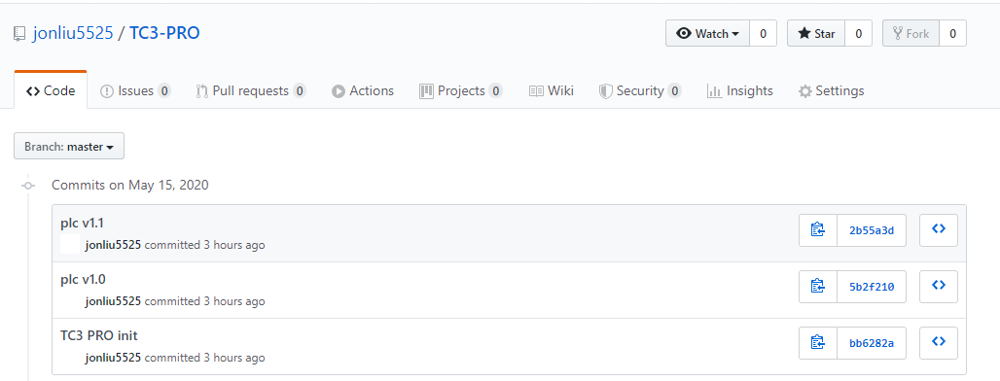 jonliu5525 / TC3-PRO
Watch 0 Star 0 Fork 0
Code Issues 0 Pull requests 0 Actions Projects 0 Wiki Security 0 Insights Settings
Branch: master
Commits on May 15, 2020
plc v1.1
jonliu5525 committed 3 hours ago
2b55a3d
plc v1.0
jonliu5525 committed 3 hours ago
5b2f210
TC3 PRO init
jonliu5525 committed 3 hours ago
bb6282a